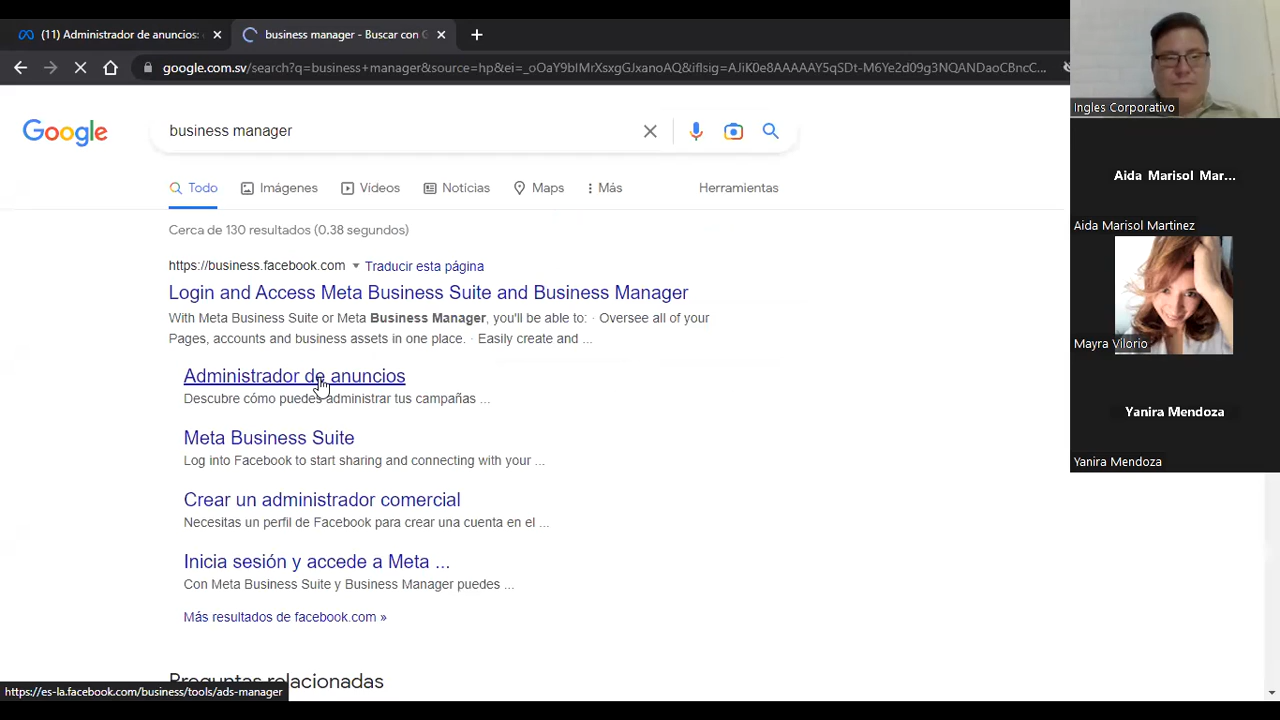 (11) Administrador de anuncios:
business manager - Buscar con G
google.com.sv/search?q=business+manager&source=hp&ei=_oOaY9bIMrXsxgGJxanoAQ&iflsig=AJiK0e8AAAAAY5qSDt-M6Ye2d09g3NQANDaoCBncC...
Google
business manager
Todo
Imágenes
Vídeos
Noticias
Maps
Más
Herramientas
Cerca de 130 resultados (0.38 segundos)
https://business.facebook.com
Traducir esta página
Login and Access Meta Business Suite and Business Manager
With Meta Business Suite or Meta Business Manager, you'll be able to: · Oversee all of your
Pages, accounts and business assets in one place. · Easily create and ...
Administrador de anuncios
Descubre cómo puedes administrar tus campañas ...
Meta Business Suite
Log into Facebook to start sharing and connecting with your ...
Crear un administrador comercial
Necesitas un perfil de Facebook para crear una cuenta en el ...
Inicia sesión y accede a Meta ...
Con Meta Business Suite y Business Manager puedes ...
Más resultados de facebook.com »
Preguntas relacionadas
https://es-la.facebook.com/business/tools/ads-manager
Ingles Corporativo
Aida Marisol Mar...
Aida Marisol Martinez
Mayra Vilorio
Yanira Mendoza
Yanira Mendoza